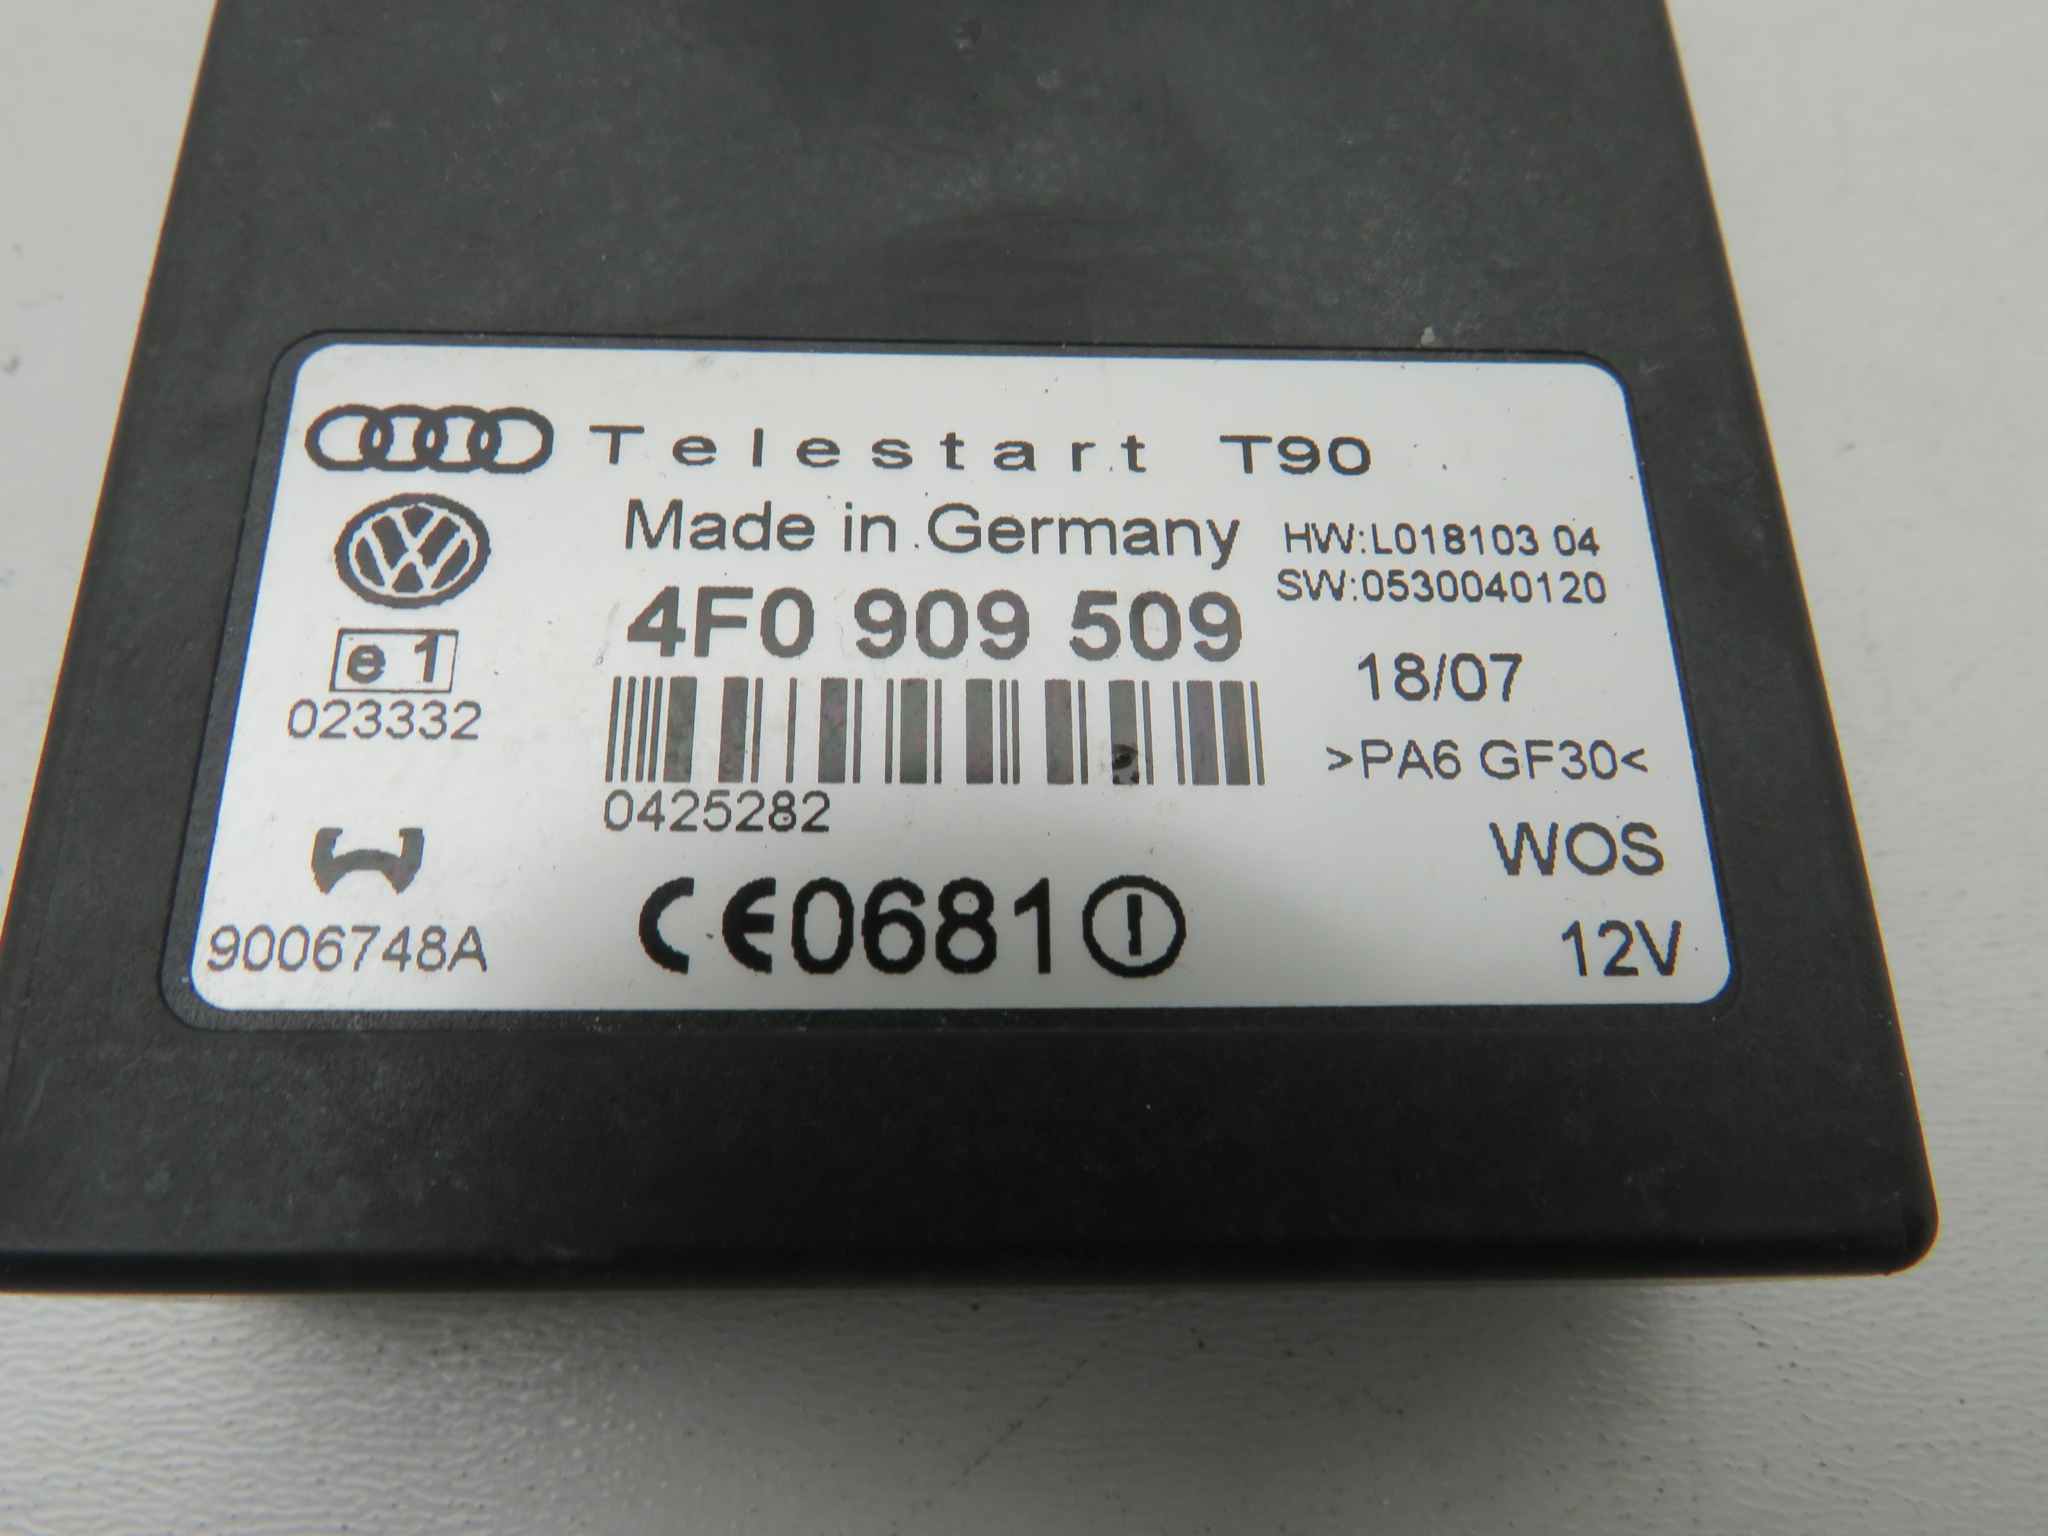 Telestart T90
Made in Germany
HW:L018103 04
SW:0530040120
4F0 909 509
e 1
023332
18/07
>PA6 GF30<
0425282
WOS
9006748A
CE0681
12V